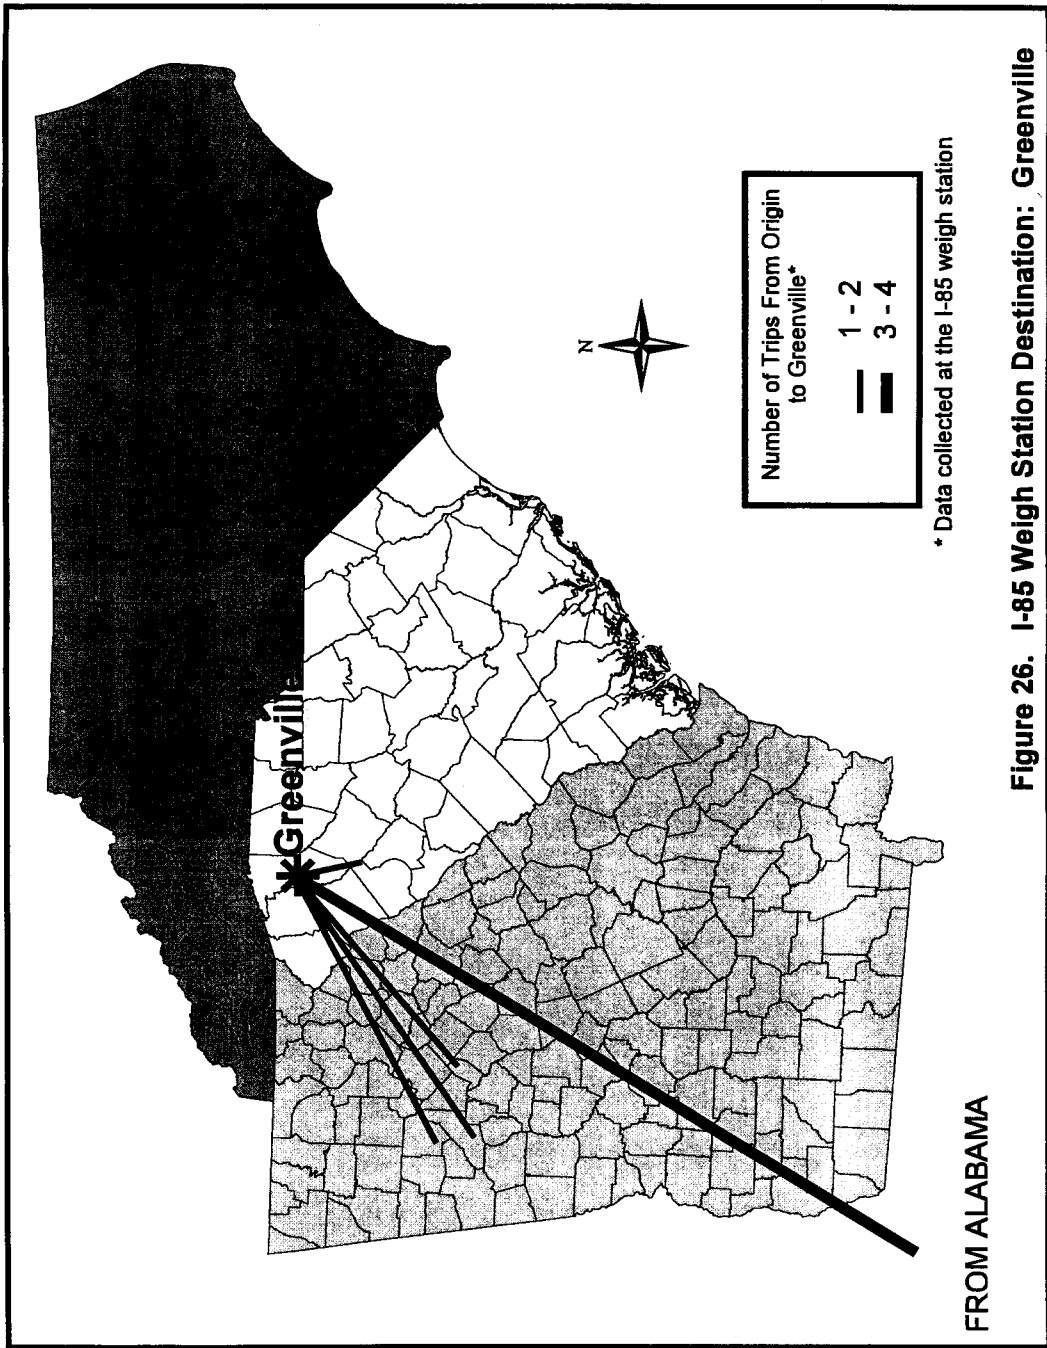 Greenville
N
Number of Trips From Origin
to Greenville*
1 - 2
3 - 4
* Data collected at the I-85 weigh station
FROM ALABAMA
Figure 26. I-85 Weigh Station Destination: Greenville